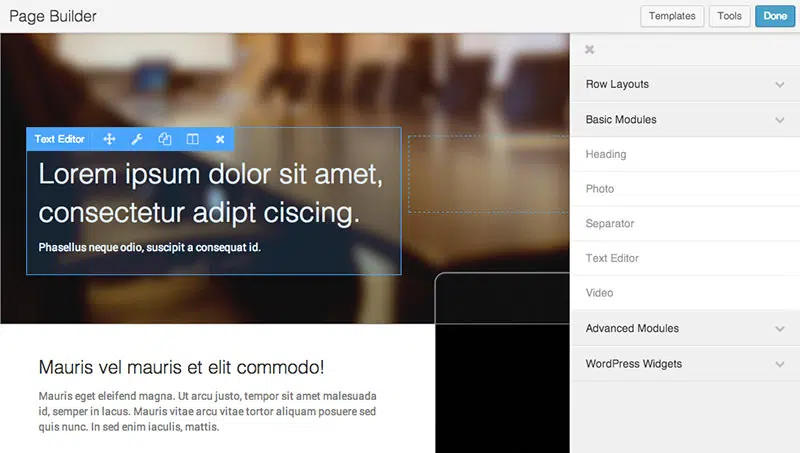 Page Builder
Templates
Tools
Done
Row Layouts
Basic Modules
Heading
Photo
Separator
Text Editor
Video
Advanced Modules
WordPress Widgets
Text Editor
Lorem ipsum dolor sit amet,
consectetur adipt ciscing.
Phasellus neque odio, suscipit a consequat id.
Mauris vel mauris et elit commodo!
Mauris eget eleifend magna. Ut arcu justo, tempor sit amet malesuada
id, semper in lacus. Mauris vitae arcu vitae tortor aliquam posuere sed
quis nunc. In sed enim iaculis, mattis.